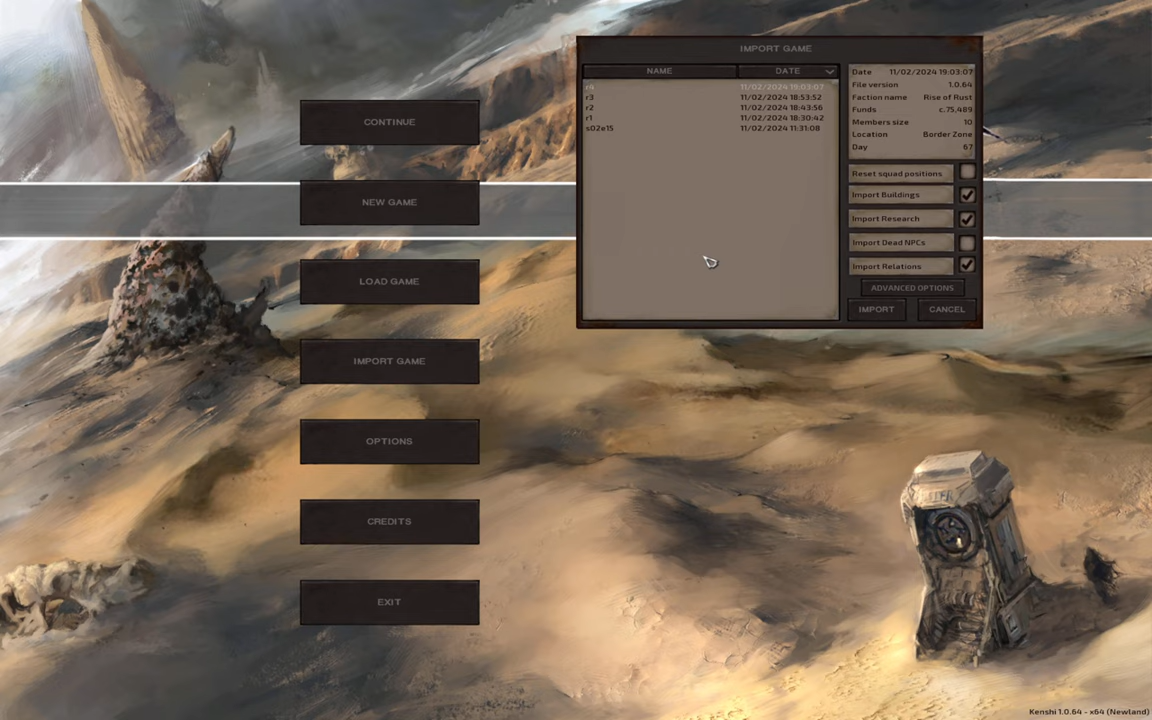 IMPORT GAME
NAME DATE
r4 11/02/2024 19:03:07
r3 11/02/2024 18:53:52
r2 11/02/2024 18:43:56
r1 11/02/2024 18:30:42
s02e15 11/02/2024 11:31:08
Date 11/02/2024 19:03:07
File version 1.0.64
Faction name Rise of Rust
Funds c.75,489
Members size 10
Location Border Zone
Day 67
Reset squad positions
Import Buildings
Import Research
Import Dead NPCs
Import Relations
ADVANCED OPTIONS
IMPORT CANCEL
CONTINUE
NEW GAME
LOAD GAME
IMPORT GAME
OPTIONS
CREDITS
EXIT
Kenshi 1.0.64 - x64 (Newland)